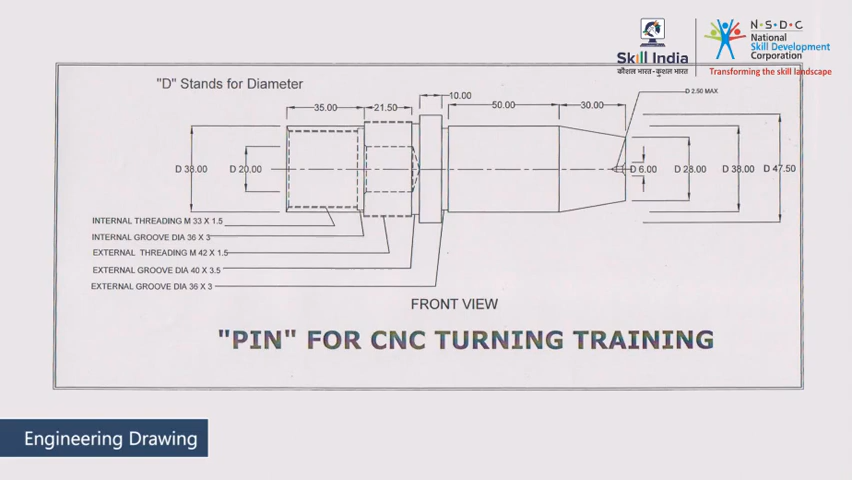 N·S·D·C
National
Skill Development
Corporation
Skill India
कौशल भारत-कुशल भारत
Transforming the skill landscape
"D" Stands for Diameter
D 2.50 MAX
10.00
35.00
21.50
50.00
30.00
D 38.00
D 20.00
D 6.00
D 28.00
D 38.00
D 47.50
INTERNAL THREADING M 33 X 1.5
INTERNAL GROOVE DIA 36 X 3
EXTERNAL THREADING M 42 X 1.5
EXTERNAL GROOVE DIA 40 X 3.5
EXTERNAL GROOVE DIA 36 X 3
FRONT VIEW
"PIN" FOR CNC TURNING TRAINING
Engineering Drawing